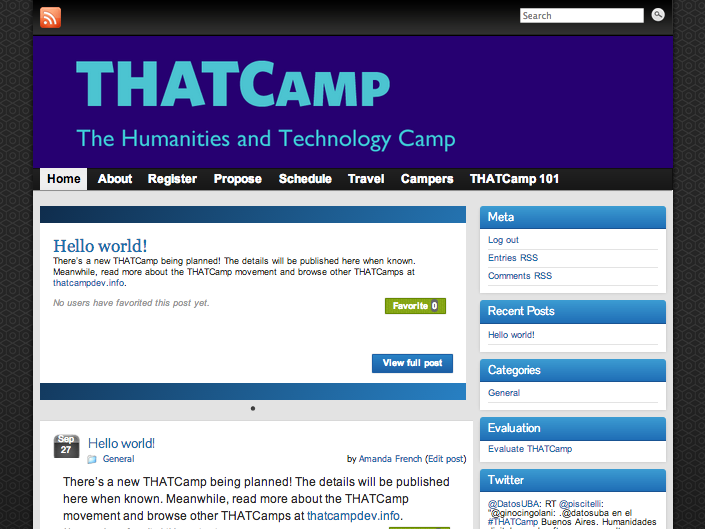 Search
THATCAMP
The Humanities and Technology Camp
Home About Register Propose Schedule Travel Campers THATCamp 101
Hello world!
There's a new THATCamp being planned! The details will be published here when known.
Meanwhile, read more about the THATCamp movement and browse other THATCamps at
thatcampdev.info.
No users have favorited this post yet.
Favorite 0
View full post
Sep
27
Hello world!
General
by Amanda French (Edit post)
There's a new THATCamp being planned! The details will be published
here when known. Meanwhile, read more about the THATCamp
movement and browse other THATCamps at thatcampdev.info.
Meta
Log out
Entries RSS
Comments RSS
Recent Posts
Hello world!
Categories
General
Evaluation
Evaluate THATCamp
Twitter
@DatosUBA: RT @piscitelli:
"@ginocingolani: .@datosuba en el
#THATCamp Buenos Aires. Humanidades